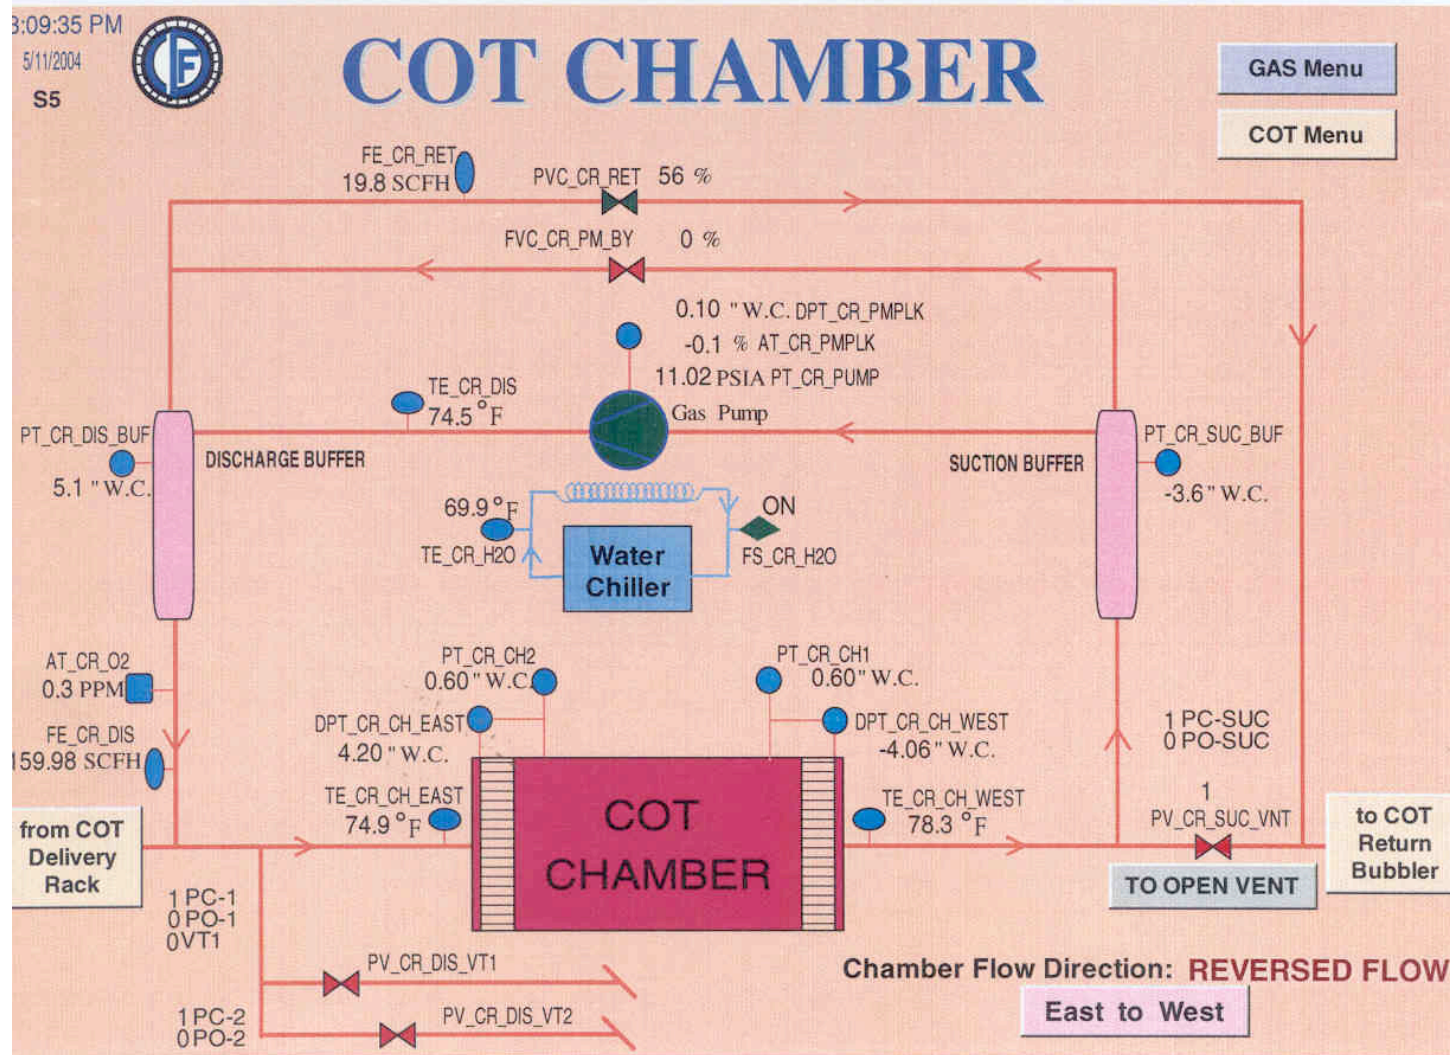 3:09:35 PM
5/11/2004
S5
F
COT CHAMBER
GAS Menu
COT Menu
FE_CR_RET
19.8 SCFH
PVC_CR_RET 56 %
FVC_CR_PM_BY 0 %
0.10 "W.C. DPT_CR_PMPLK
-0.1 % AT_CR_PMPLK
11.02 PSIA PT_CR_PUMP
Gas Pump
TE_CR_DIS
74.5 °F
PT_CR_DIS_BUF
5.1 "W.C.
DISCHARGE BUFFER
SUCTION BUFFER
PT_CR_SUC_BUF
-3.6" W.C.
69.9 °F
TE_CR_H2O
Water
Chiller
ON
FS_CR_H2O
AT_CR_O2
0.3 PPM
FE_CR_DIS
159.98 SCFH
PT_CR_CH2
0.60" W.C.
PT_CR_CH1
0.60" W.C.
DPT_CR_CH_EAST
4.20 "W.C.
DPT_CR_CH_WEST
-4.06" W.C.
TE_CR_CH_EAST
74.9 °F
TE_CR_CH_WEST
78.3 °F
COT
CHAMBER
1 PC-SUC
0 PO-SUC
1
PV_CR_SUC_VNT
TO OPEN VENT
from COT
Delivery
Rack
to COT
Return
Bubbler
1 PC-1
0 PO-1
0VT1
PV_CR_DIS_VT1
1 PC-2
0 PO-2
PV_CR_DIS_VT2
Chamber Flow Direction: REVERSED FLOW
East to West